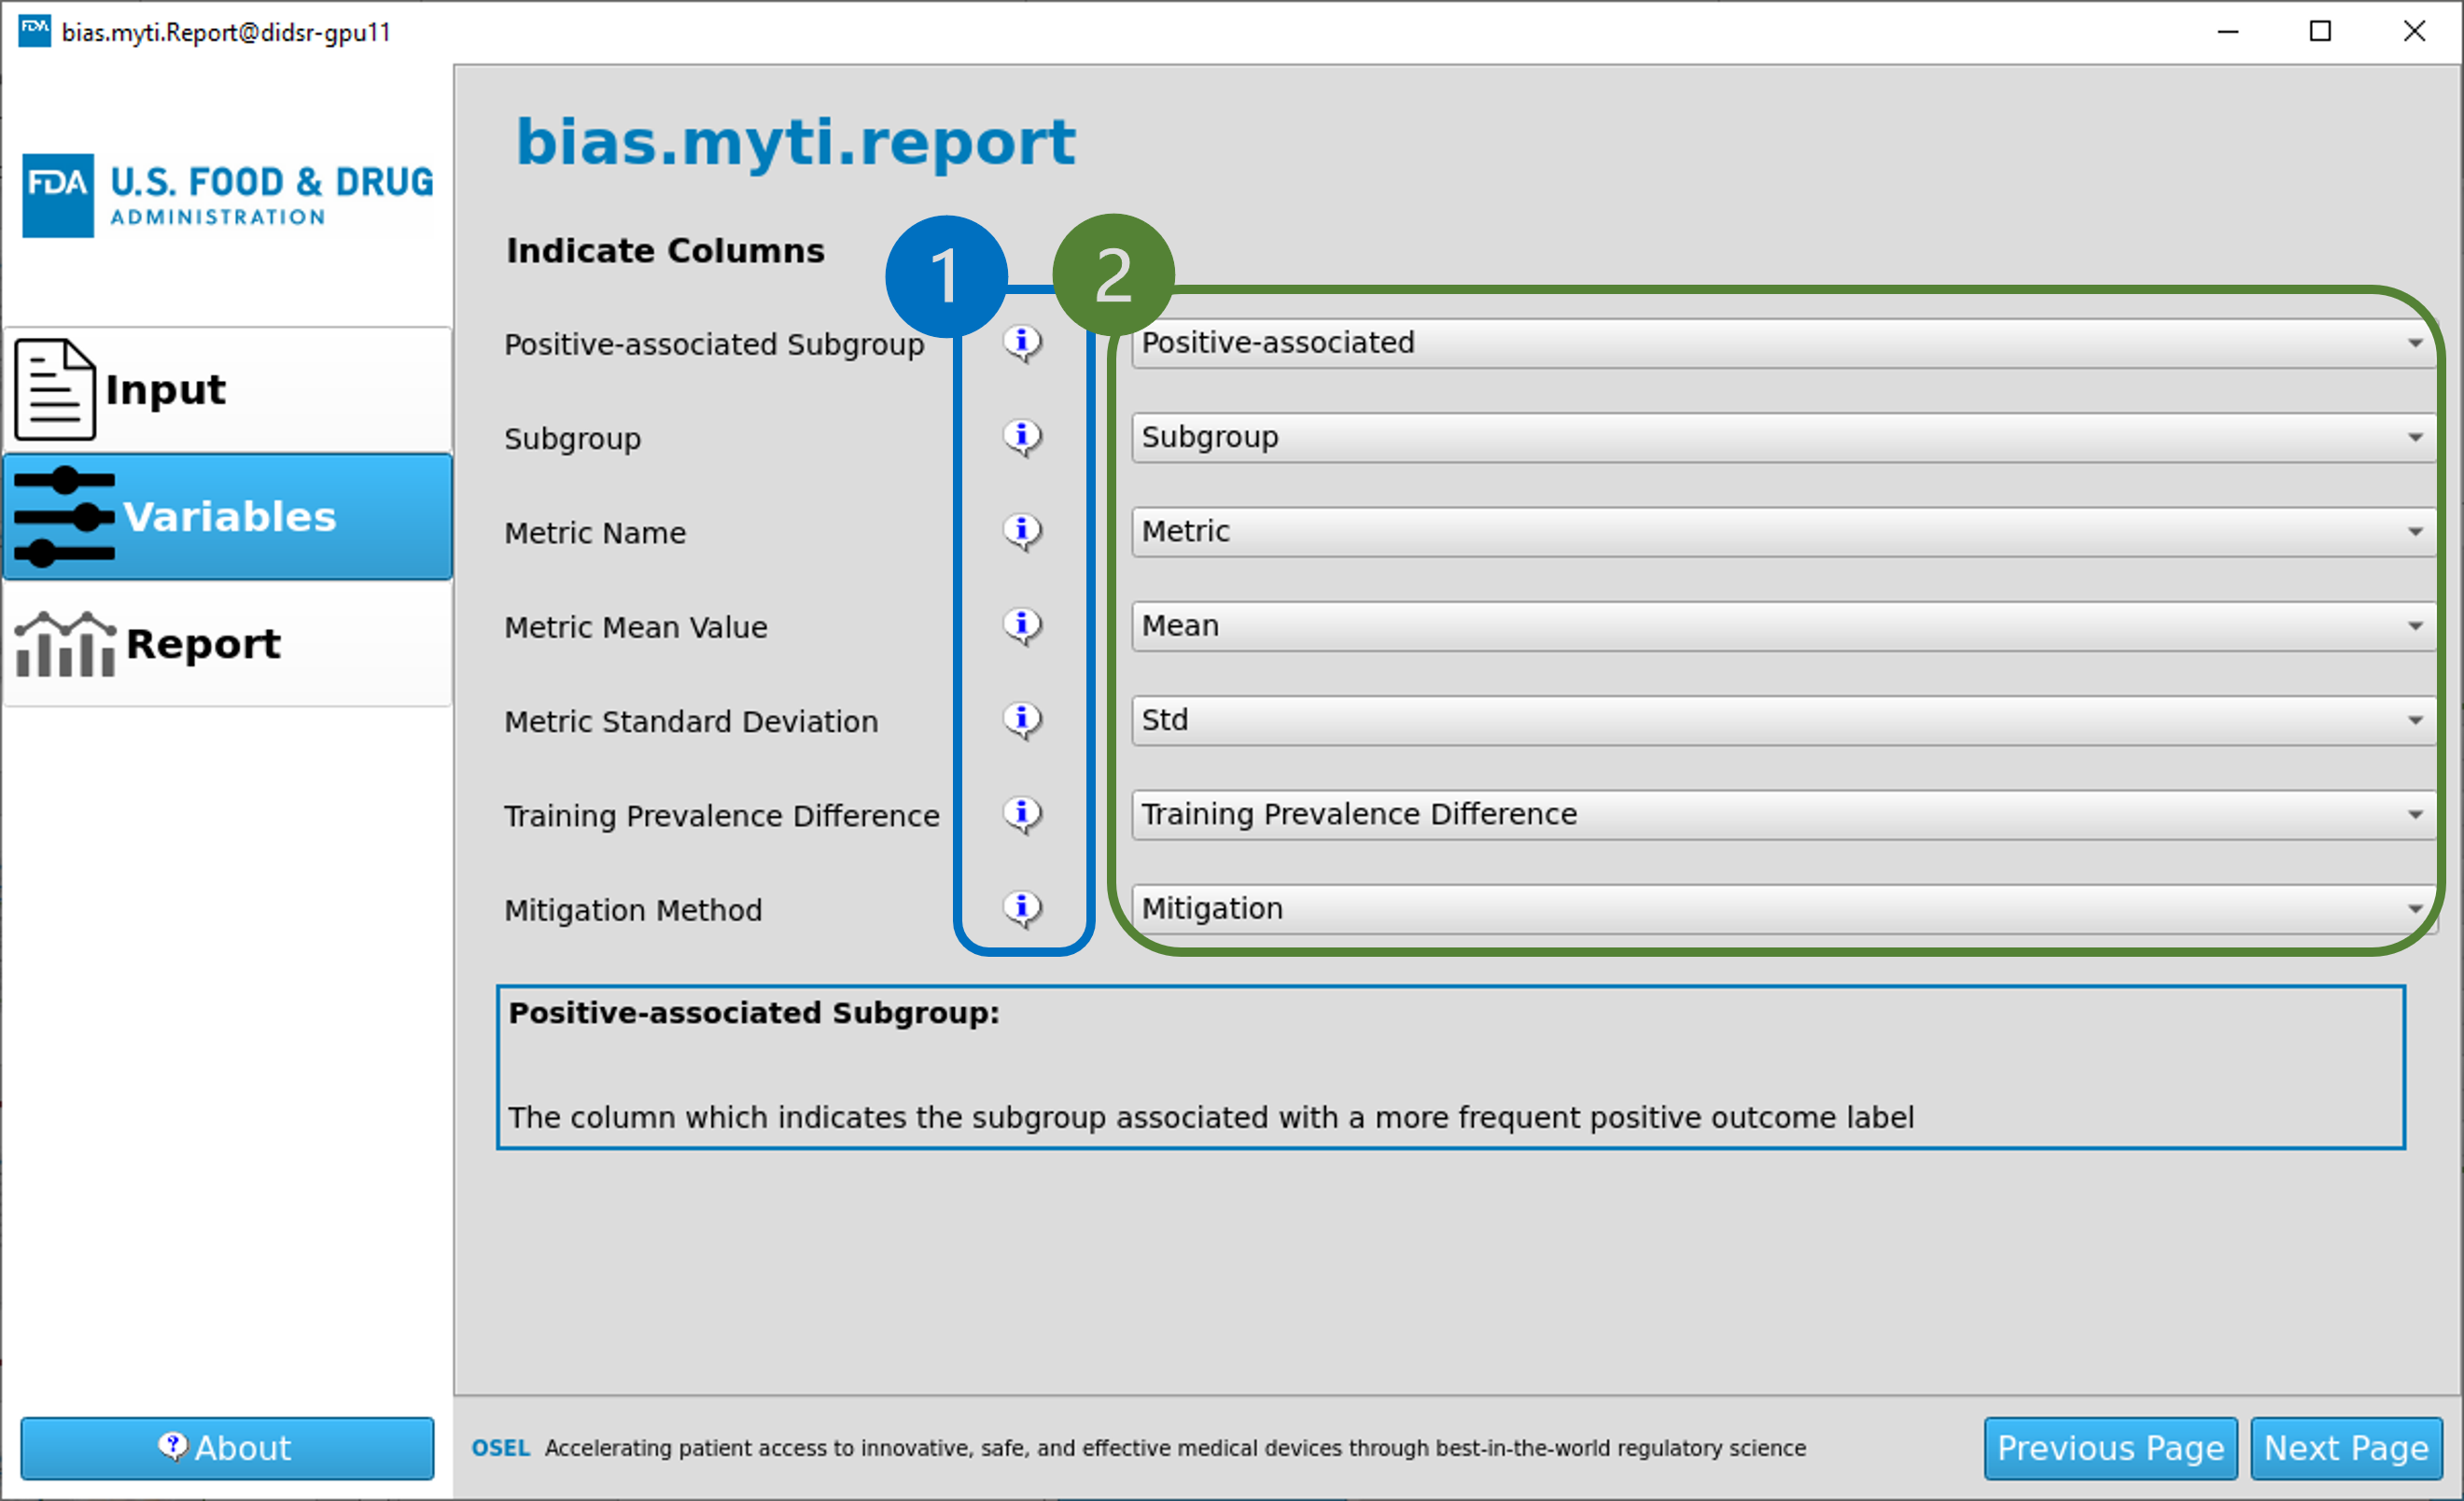 FDA
bias.myti.Report@didsr-gpu11
FDA U.S. FOOD & DRUG
ADMINISTRATION
Input
Variables
Report
About
bias.myti.report
Indicate Columns
1
2
Positive-associated Subgroup i Positive-associated
Subgroup i Subgroup
Metric Name i Metric
Metric Mean Value i Mean
Metric Standard Deviation i Std
Training Prevalence Difference i Training Prevalence Difference
Mitigation Method i Mitigation
Positive-associated Subgroup:
The column which indicates the subgroup associated with a more frequent positive outcome label
OSEL Accelerating patient access to innovative, safe, and effective medical devices through best-in-the-world regulatory science
Previous Page
Next Page